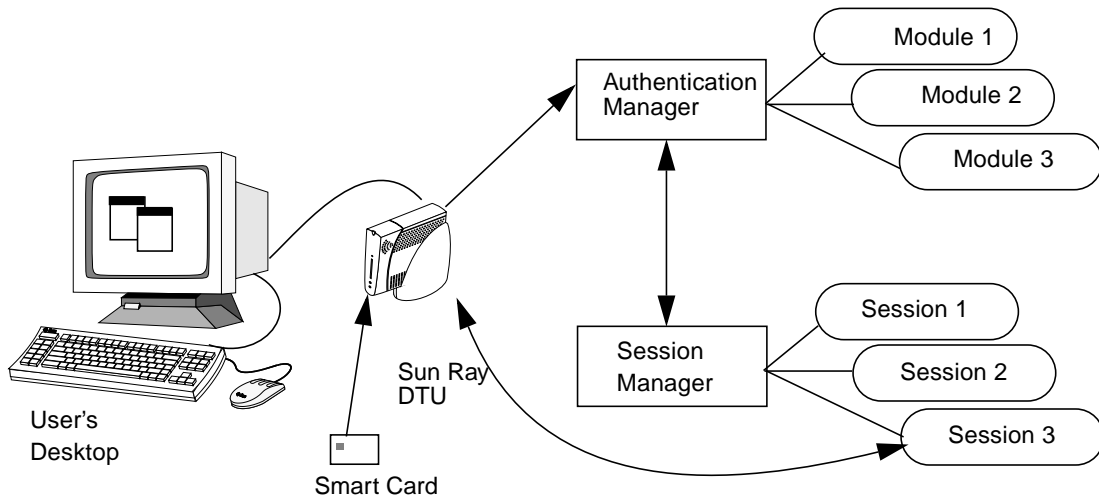 Module 1
Authentication
Manager
Module 2
Module 3
Session 1
Session
Manager
Session 2
Sun Ray
DTU
User's
Desktop
Session 3
Smart Card